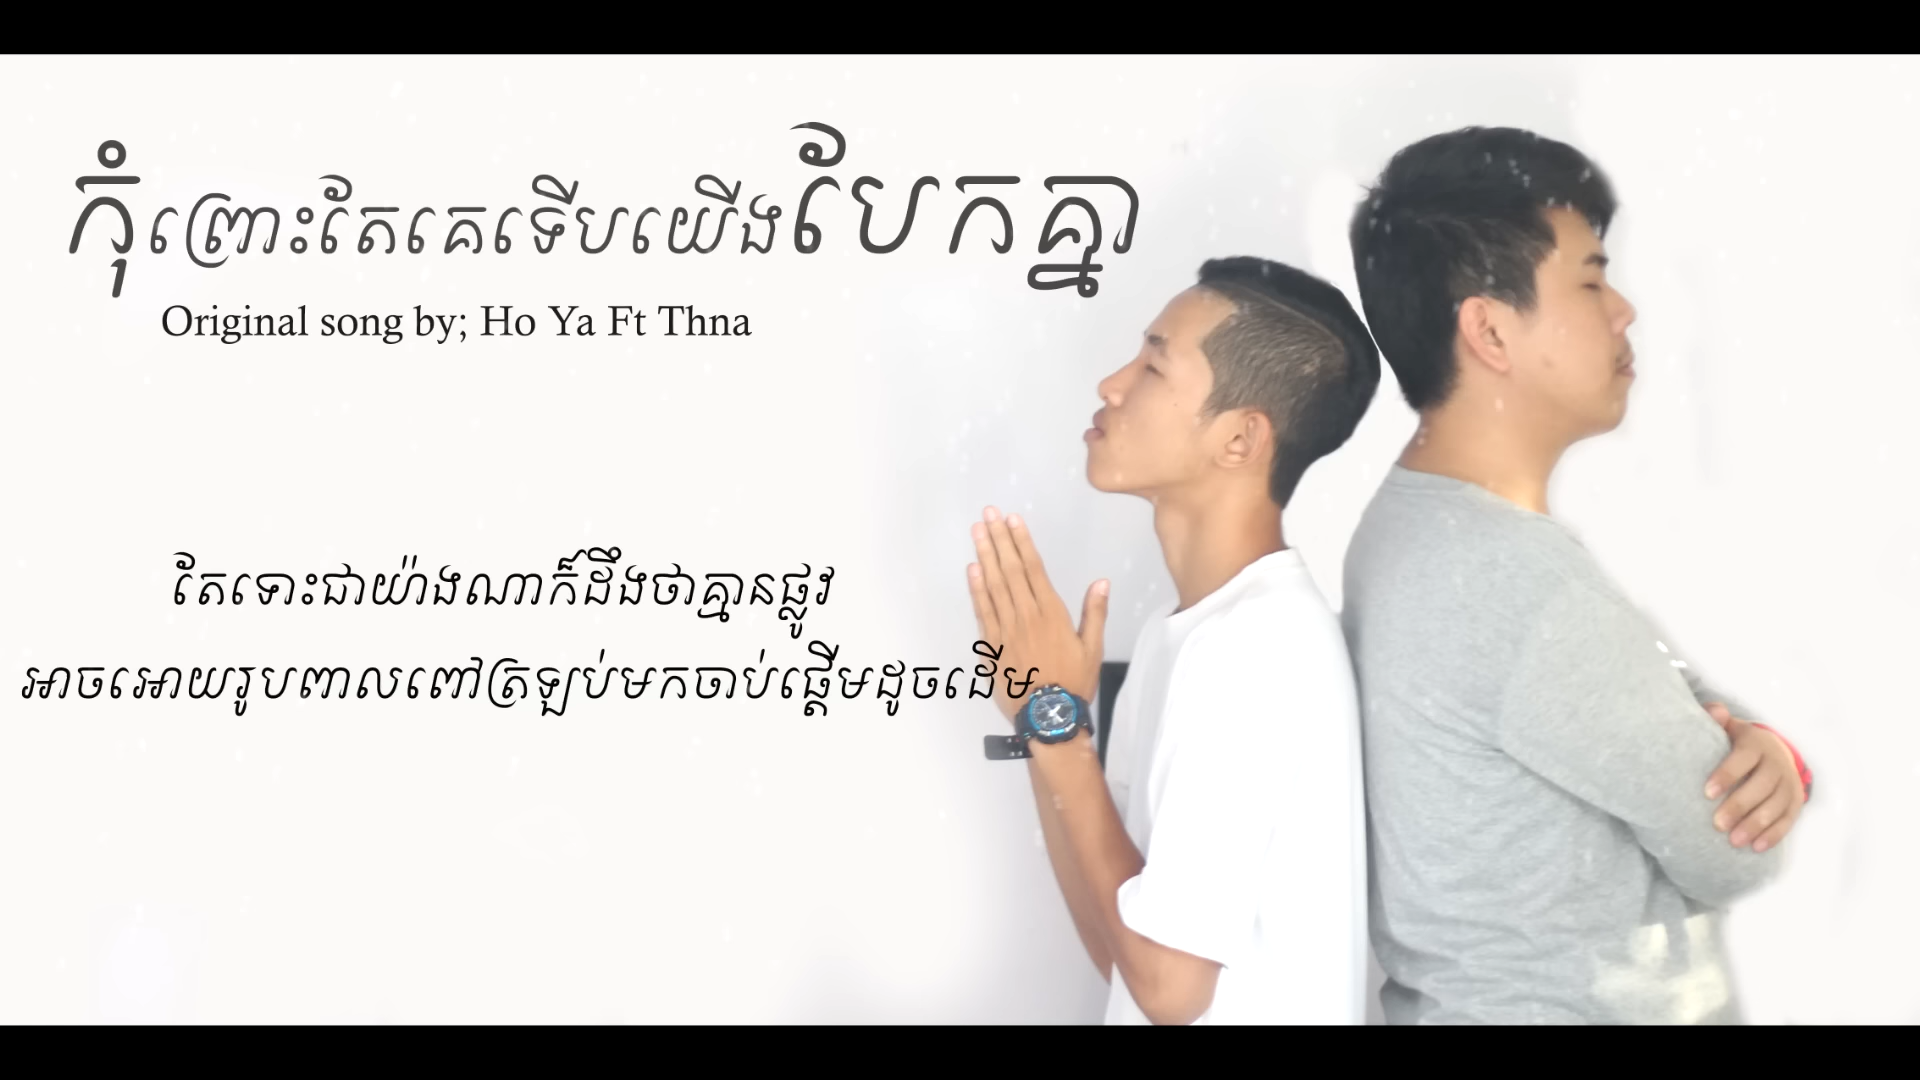 កុំព្រោះតែគេទើបយើងបែកគ្នា
Original song by; Ho Ya Ft Thna
តែទោះជាយ៉ាងណាក៏ដឹងថាគ្មានផ្លូវ
អាចអោយរូបពាលពៅត្រឡប់មកចាប់ផ្តើមដូចដើម